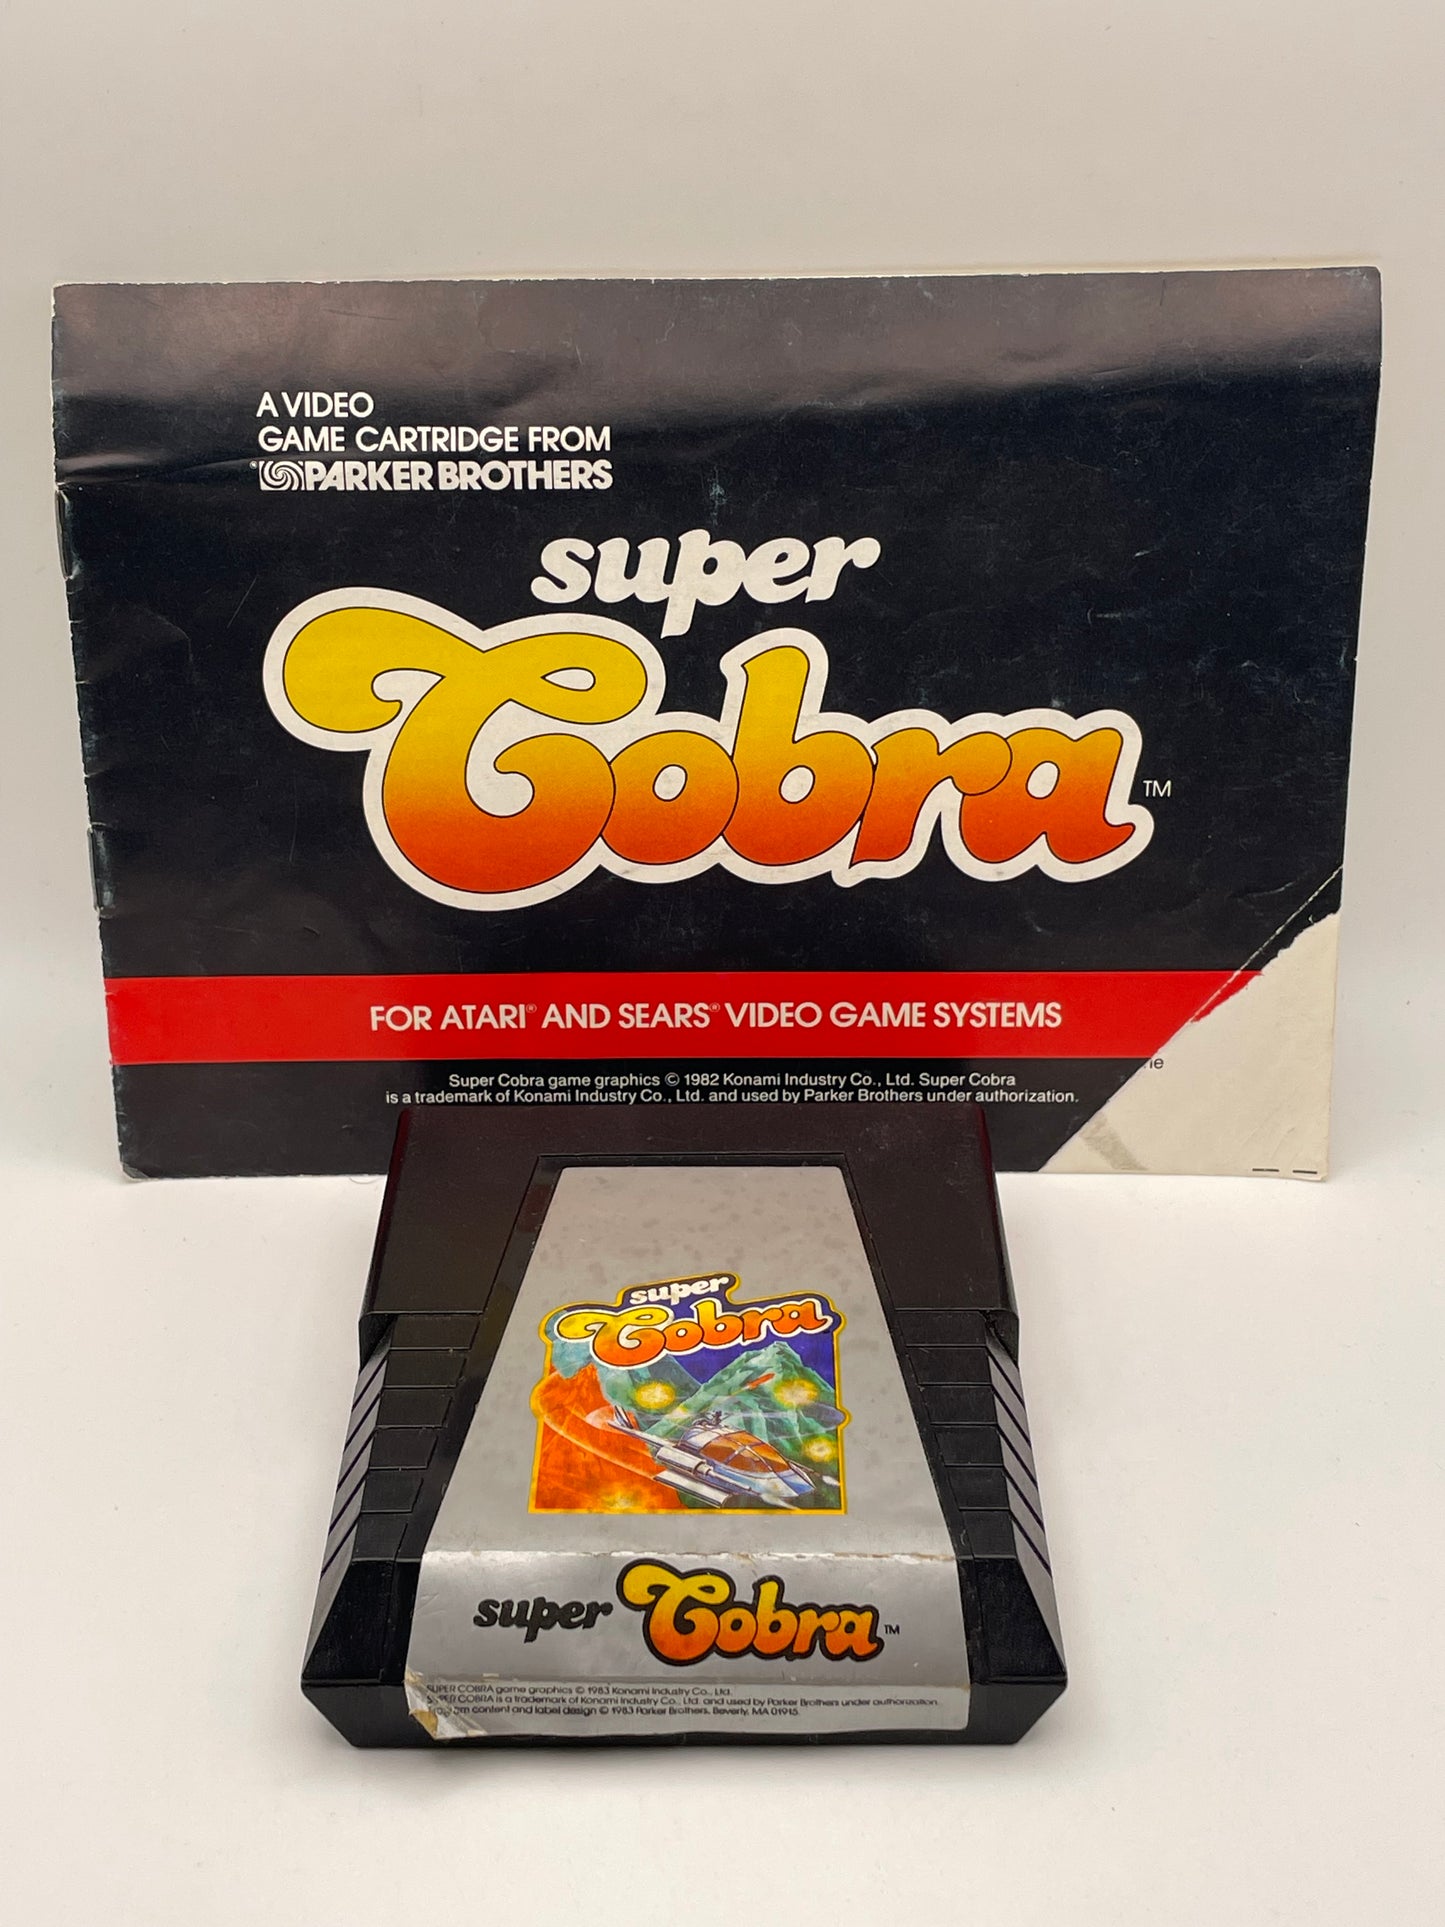 A VIDEO
GAME CARTRIDGE FROM
® PARKER BROTHERS
super
Cobra™
FOR ATARI® AND SEARS® VIDEO GAME SYSTEMS
Super Cobra game graphics © 1982 Konami Industry Co., Ltd. Super Cobra
is a trademark of Konami Industry Co., Ltd. and used by Parker Brothers under authorization.
super
Cobra
super Cobra™
SUPER COBRA game graphics © 1983 Konami Industry Co., Ltd.
SUPER COBRA is a trademark of Konami Industry Co., Ltd. and used by Parker Brothers under authorization.
content and label design © 1983 Parker Brothers, Beverly, MA 01915.